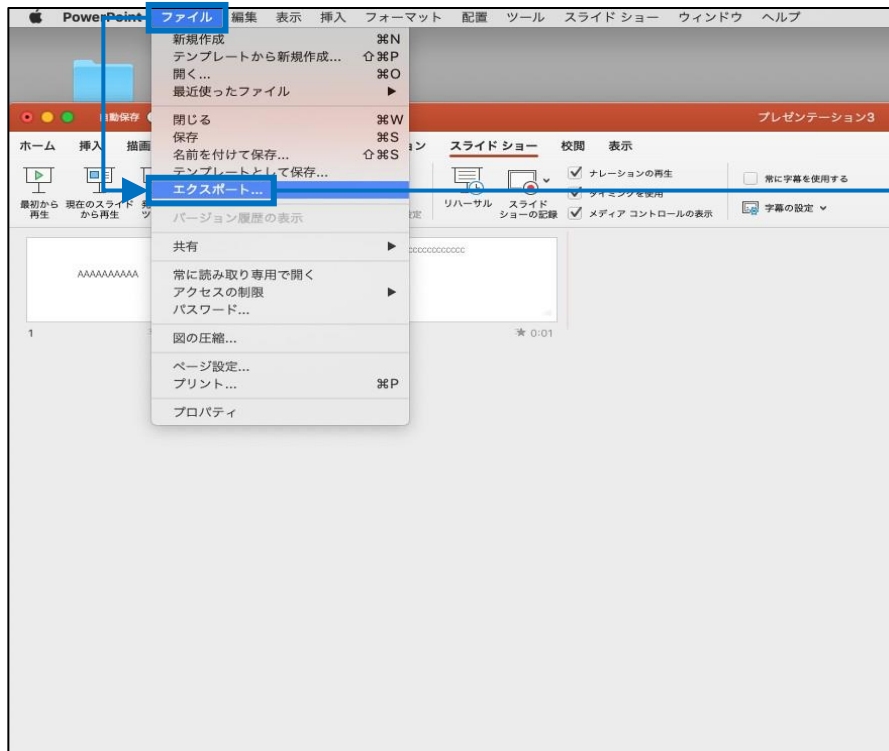 PowerPoint ファイル 編集 表示 挿入 フォーマット 配置 ツール スライド ショー ウィンドウ ヘルプ
新規作成 ⌘N
テンプレートから新規作成... ⇧⌘P
開く... ⌘O
最近使ったファイル ▶
自動保存 プレゼンテーション3
閉じる ⌘W
保存 ⌘S
名前を付けて保存... ⇧⌘S
テンプレートとして保存...
エクスポート...
バージョン履歴の表示
共有 ▶
常に読み取り専用で開く
アクセスの制限 ▶
パスワード...
図の圧縮...
ページ設定...
プリント... ⌘P
プロパティ
ホーム 挿入 描画 ョン スライド ショー 校閲 表示
最初から
再生
現在のスライド
から再生
リハーサル
スライド
ショーの記録
ナレーションの再生
タイミングを使用
メディア コントロールの表示
常に字幕を使用する
字幕の設定
AAAAAAAAAA
1
0:01